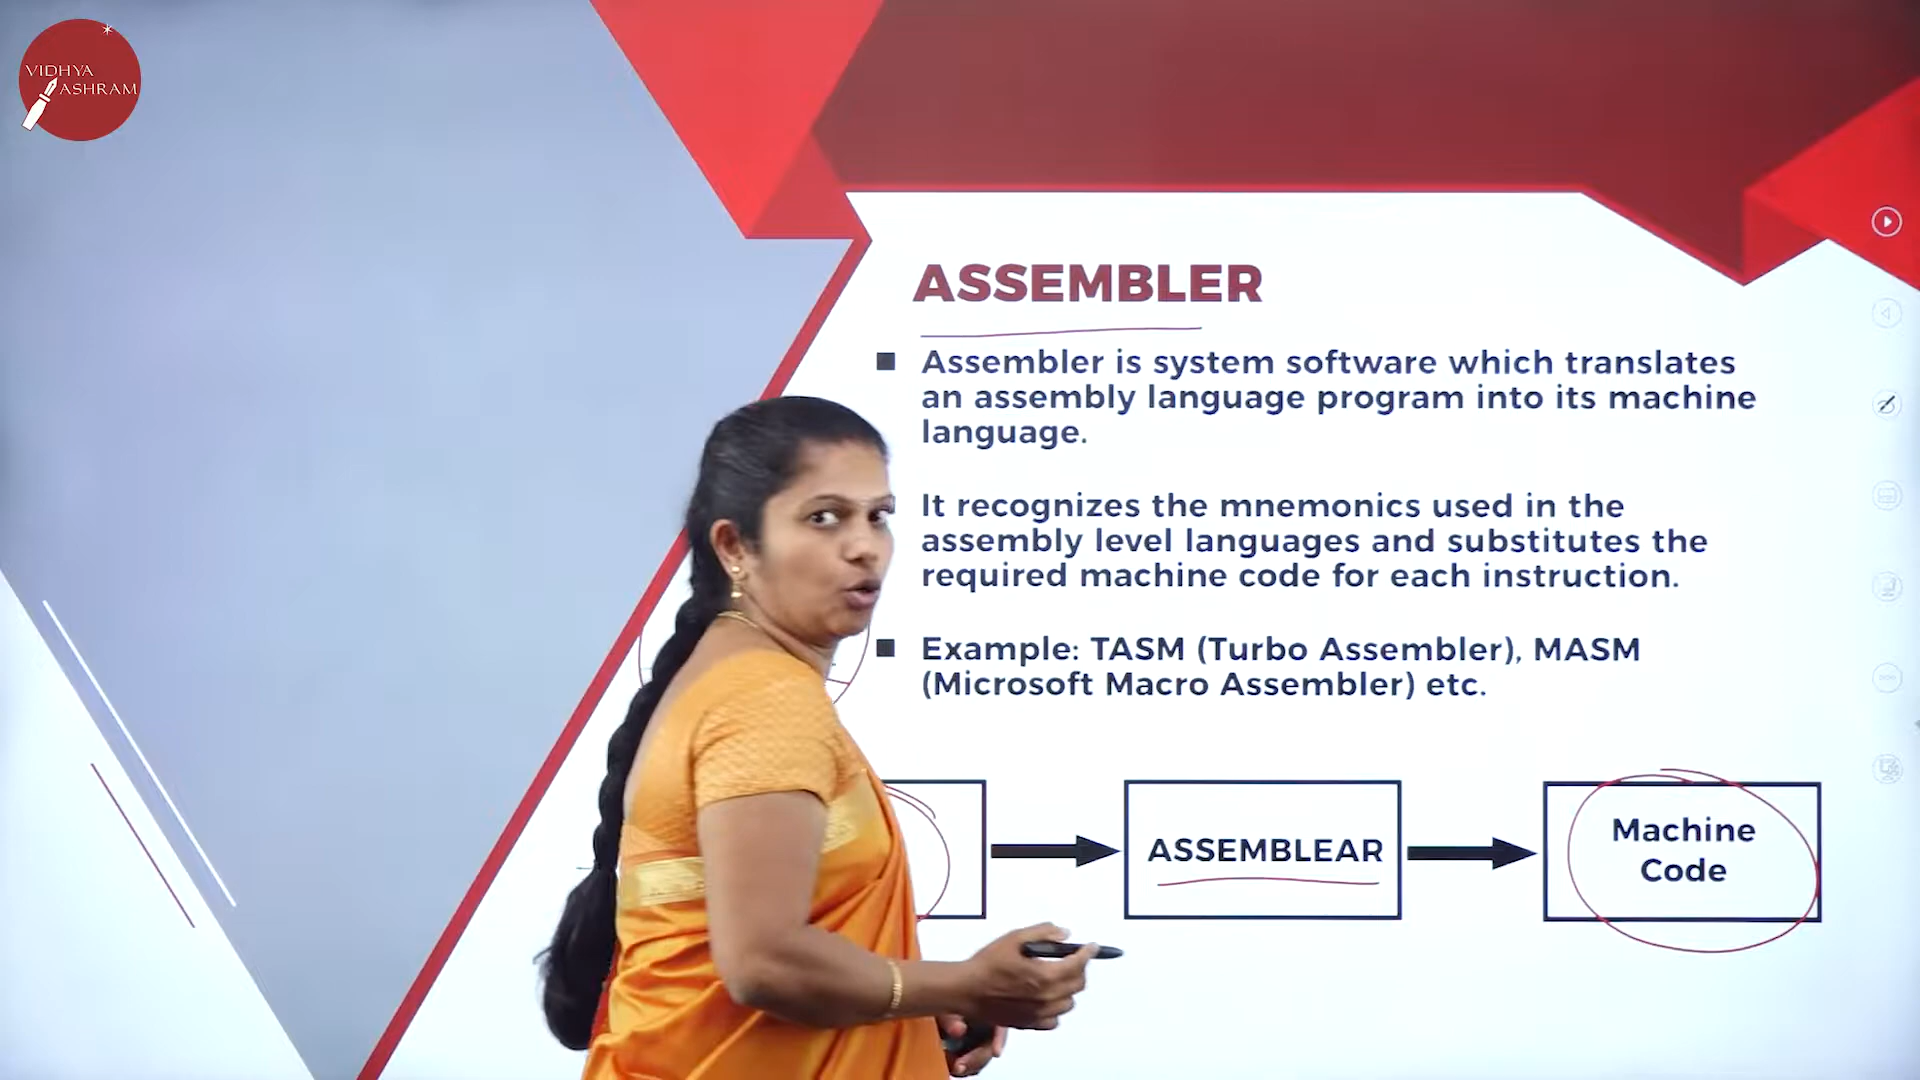 VIDHYA
ASHRAM
ASSEMBLER
Assembler is system software which translates
an assembly language program into its machine
language.
It recognizes the mnemonics used in the
assembly level languages and substitutes the
required machine code for each instruction.
Example: TASM (Turbo Assembler), MASM
(Microsoft Macro Assembler) etc.
ASSEMBLEAR
Machine
Code